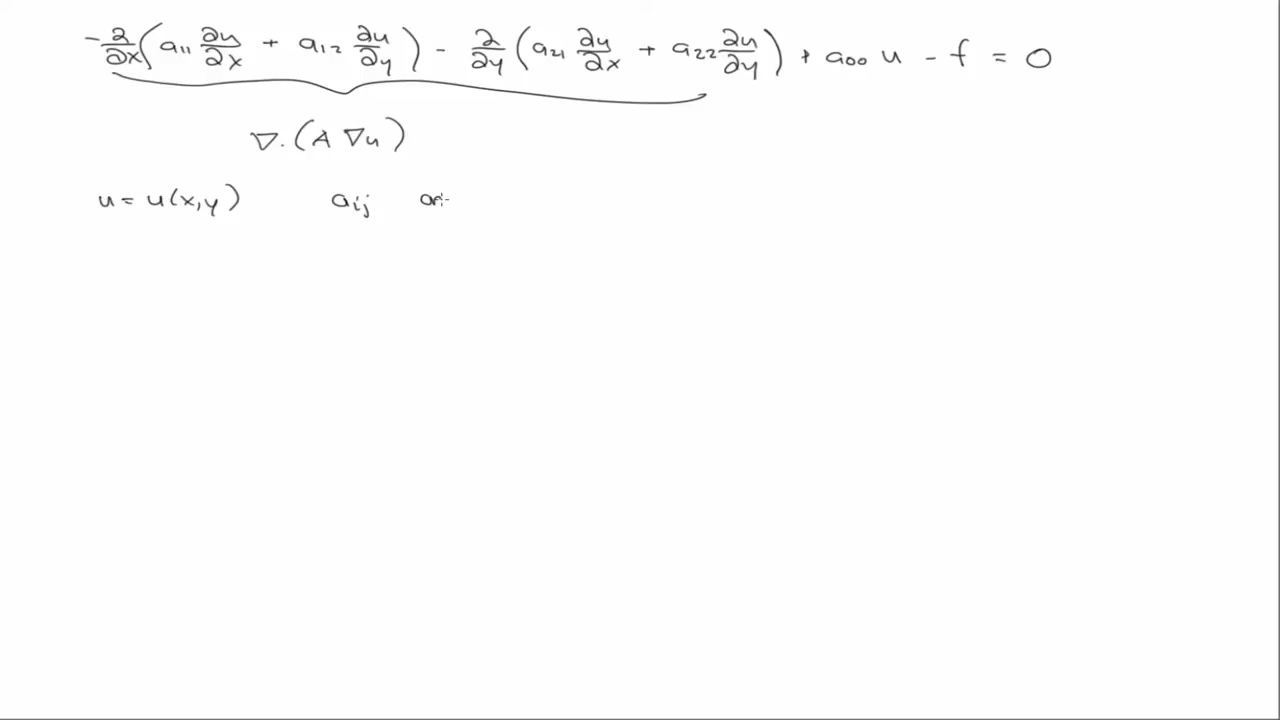 -∂/∂x(a₁₁ ∂u/∂x + a₁₂ ∂u/∂y) - ∂/∂y(a₂₁ ∂u/∂x + a₂₂ ∂u/∂y) + a₀₀ u - f = 0
∇·(A ∇u)
u = u(x,y) aᵢⱼ